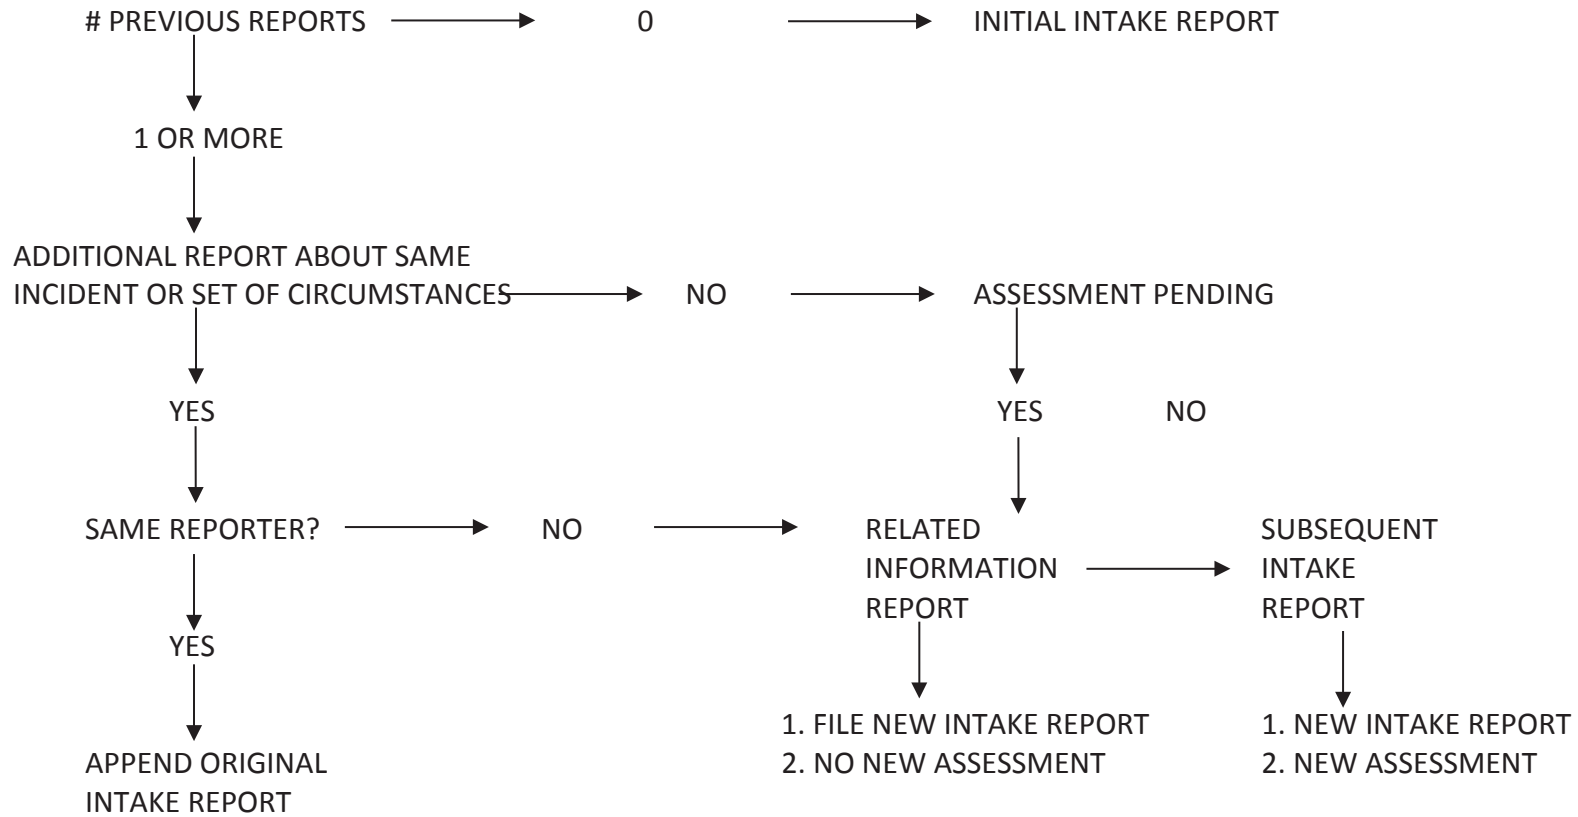 # PREVIOUS REPORTS 0 INITIAL INTAKE REPORT
1 OR MORE
ADDITIONAL REPORT ABOUT SAME
INCIDENT OR SET OF CIRCUMSTANCES NO ASSESSMENT PENDING
YES YES NO
SAME REPORTER? NO RELATED SUBSEQUENT
INFORMATION INTAKE
REPORT REPORT
YES
1. FILE NEW INTAKE REPORT 1. NEW INTAKE REPORT
APPEND ORIGINAL 2. NO NEW ASSESSMENT 2. NEW ASSESSMENT
INTAKE REPORT